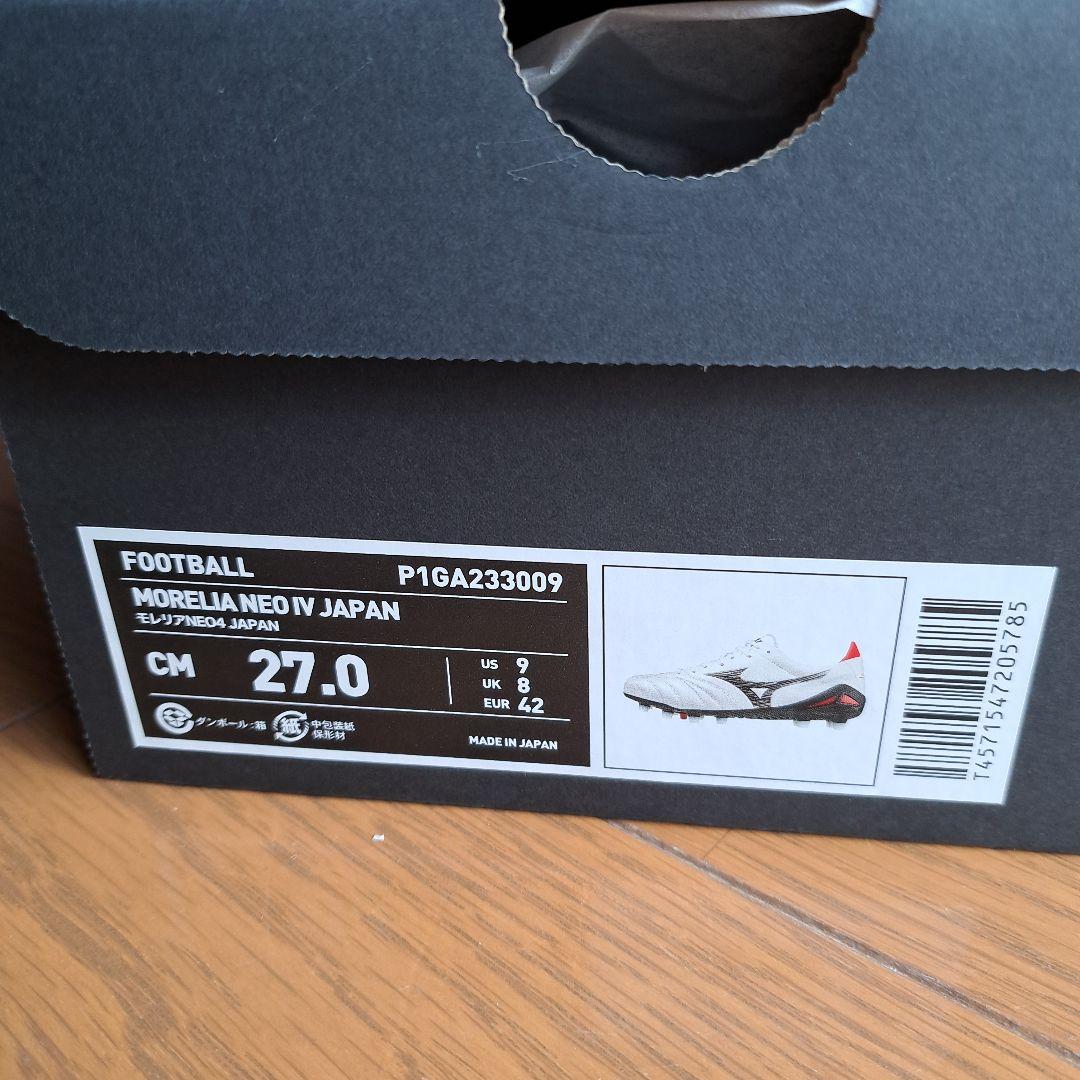 FOOTBALL
P1GA233009
MORELIA NEO IV JAPAN
モレリアNEO4 JAPAN
CM 27.0
US 9
UK 8
EUR 42
ダンボール:箱
紙 中包装紙
保形材
MADE IN JAPAN
T4571547205785